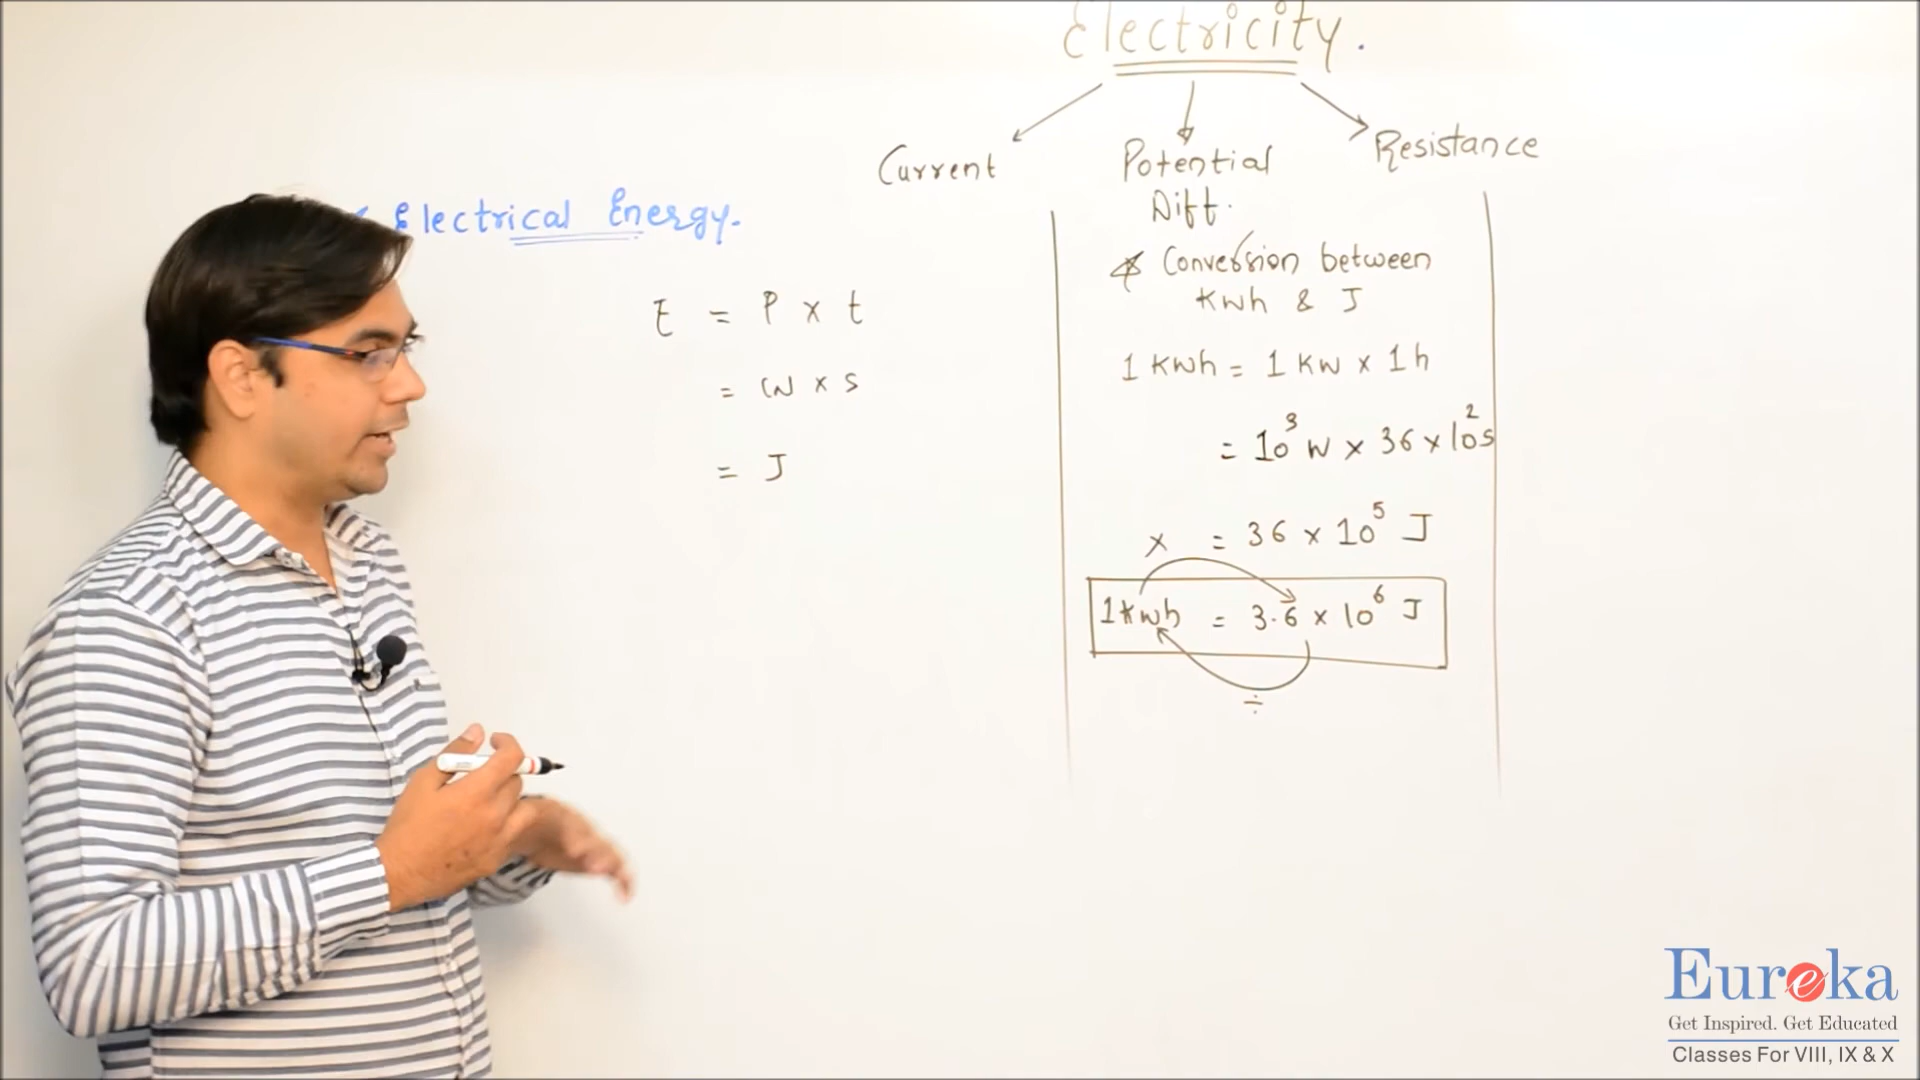 Electricity.
Current
Potential
Diff.
Resistance
Electrical Energy.
E = P x t
= W x s
= J
* Conversion between
Kwh & J
1 Kwh = 1 Kw x 1 h
= 10³ W x 36 x 10² s
= 36 x 10⁵ J
x
1 Kwh = 3.6 x 10⁶ J
÷
Eureka
Get Inspired. Get Educated
Classes For VIII, IX & X